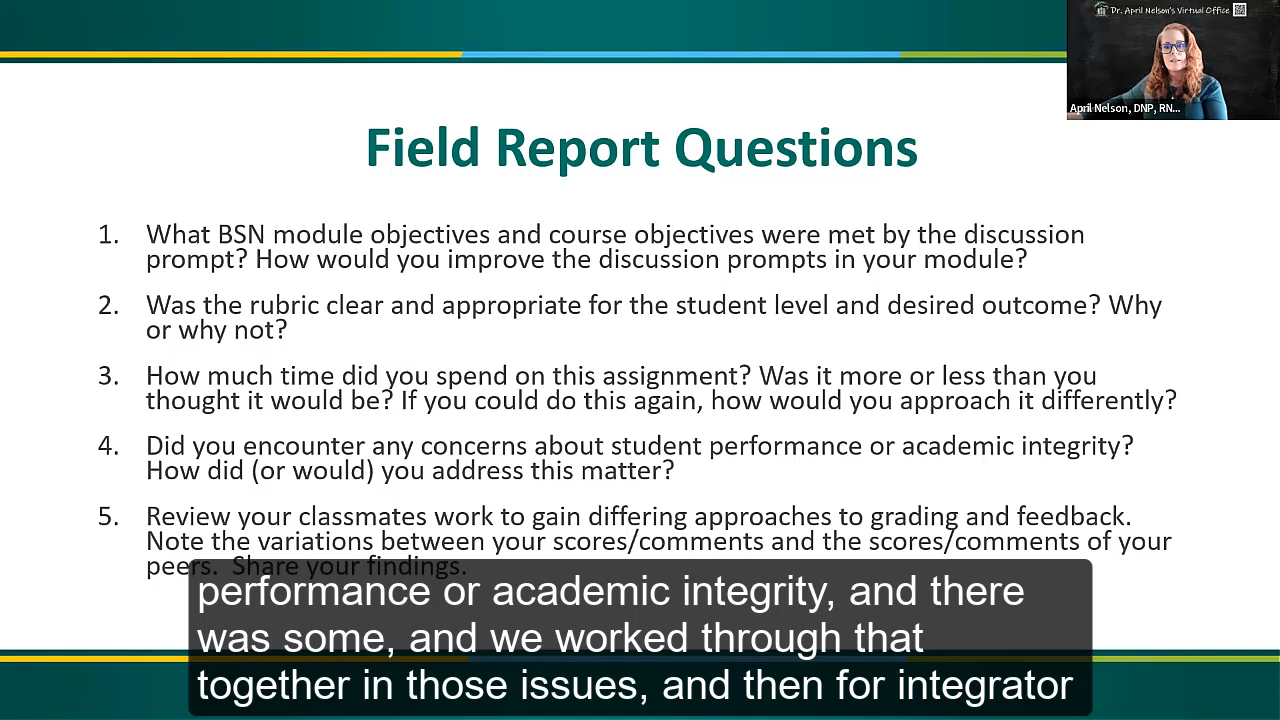 Dr. April Nelson's Virtual Office
April Nelson, DNP, RN...
Field Report Questions
1. What BSN module objectives and course objectives were met by the discussion
prompt? How would you improve the discussion prompts in your module?
2. Was the rubric clear and appropriate for the student level and desired outcome? Why
or why not?
3. How much time did you spend on this assignment? Was it more or less than you
thought it would be? If you could do this again, how would you approach it differently?
4. Did you encounter any concerns about student performance or academic integrity?
How did (or would) you address this matter?
5. Review your classmates work to gain differing approaches to grading and feedback.
Note the variations between your scores/comments and the scores/comments of your
peers. Share your findings.
performance or academic integrity, and there
was some, and we worked through that
together in those issues, and then for integrator